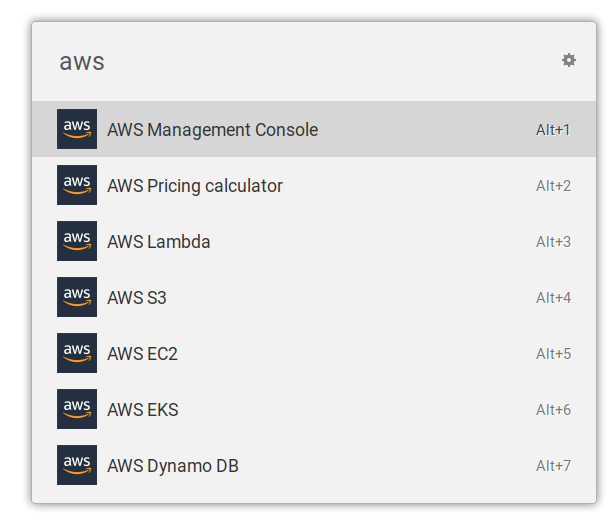 aws
aws AWS Management Console Alt+1
aws AWS Pricing calculator Alt+2
aws AWS Lambda Alt+3
aws AWS S3 Alt+4
aws AWS EC2 Alt+5
aws AWS EKS Alt+6
aws AWS Dynamo DB Alt+7